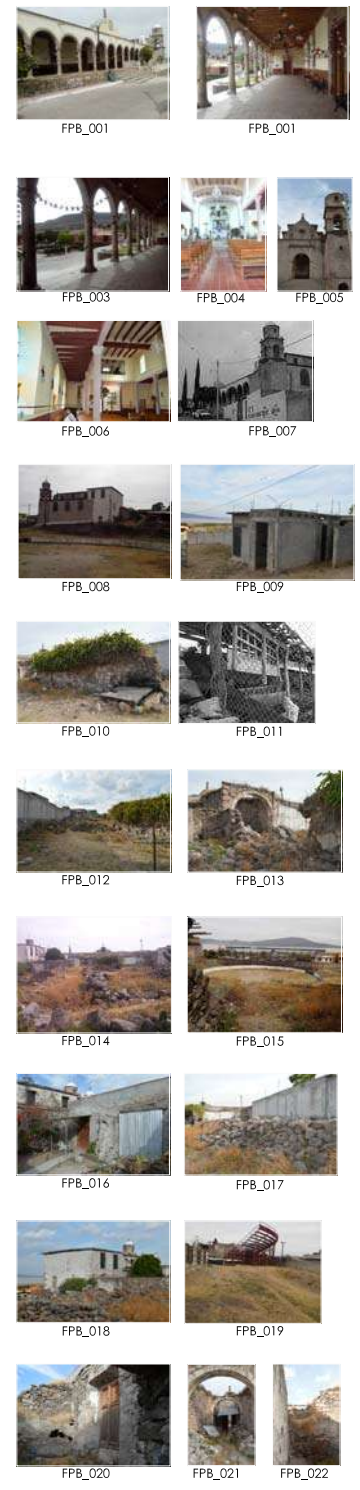 FPB_001 FPB_001
FPB_003 FPB_004 FPB_005
FPB_006 FPB_007
FPB_008 FPB_009
FPB_010 FPB_011
FPB_012 FPB_013
FPB_014 FPB_015
FPB_016 FPB_017
FPB_018 FPB_019
FPB_020 FPB_021 FPB_022